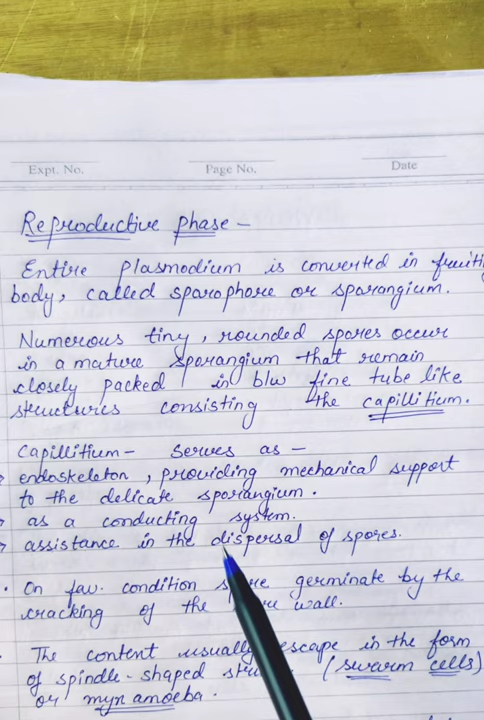 Expt. No. Page No. Date
Reproductive phase -
Entire plasmodium is converted in fruiti
body, called sporophore or sporangium.
Numerous tiny, rounded spores occur
in a mature sporangium that remain
closely packed in b/w fine tube like
structures consisting the capillitium.
Capillitium - Serves as -
endoskeleton, providing mechanical support
to the delicate sporangium.
→ as a conducting system.
→ assistance in the dispersal of spores.
• On fav. condition germinate by the
cracking of the wall.
• The content usually escape in the form
of spindle-shaped (swarm cells)
or myx amoeba.